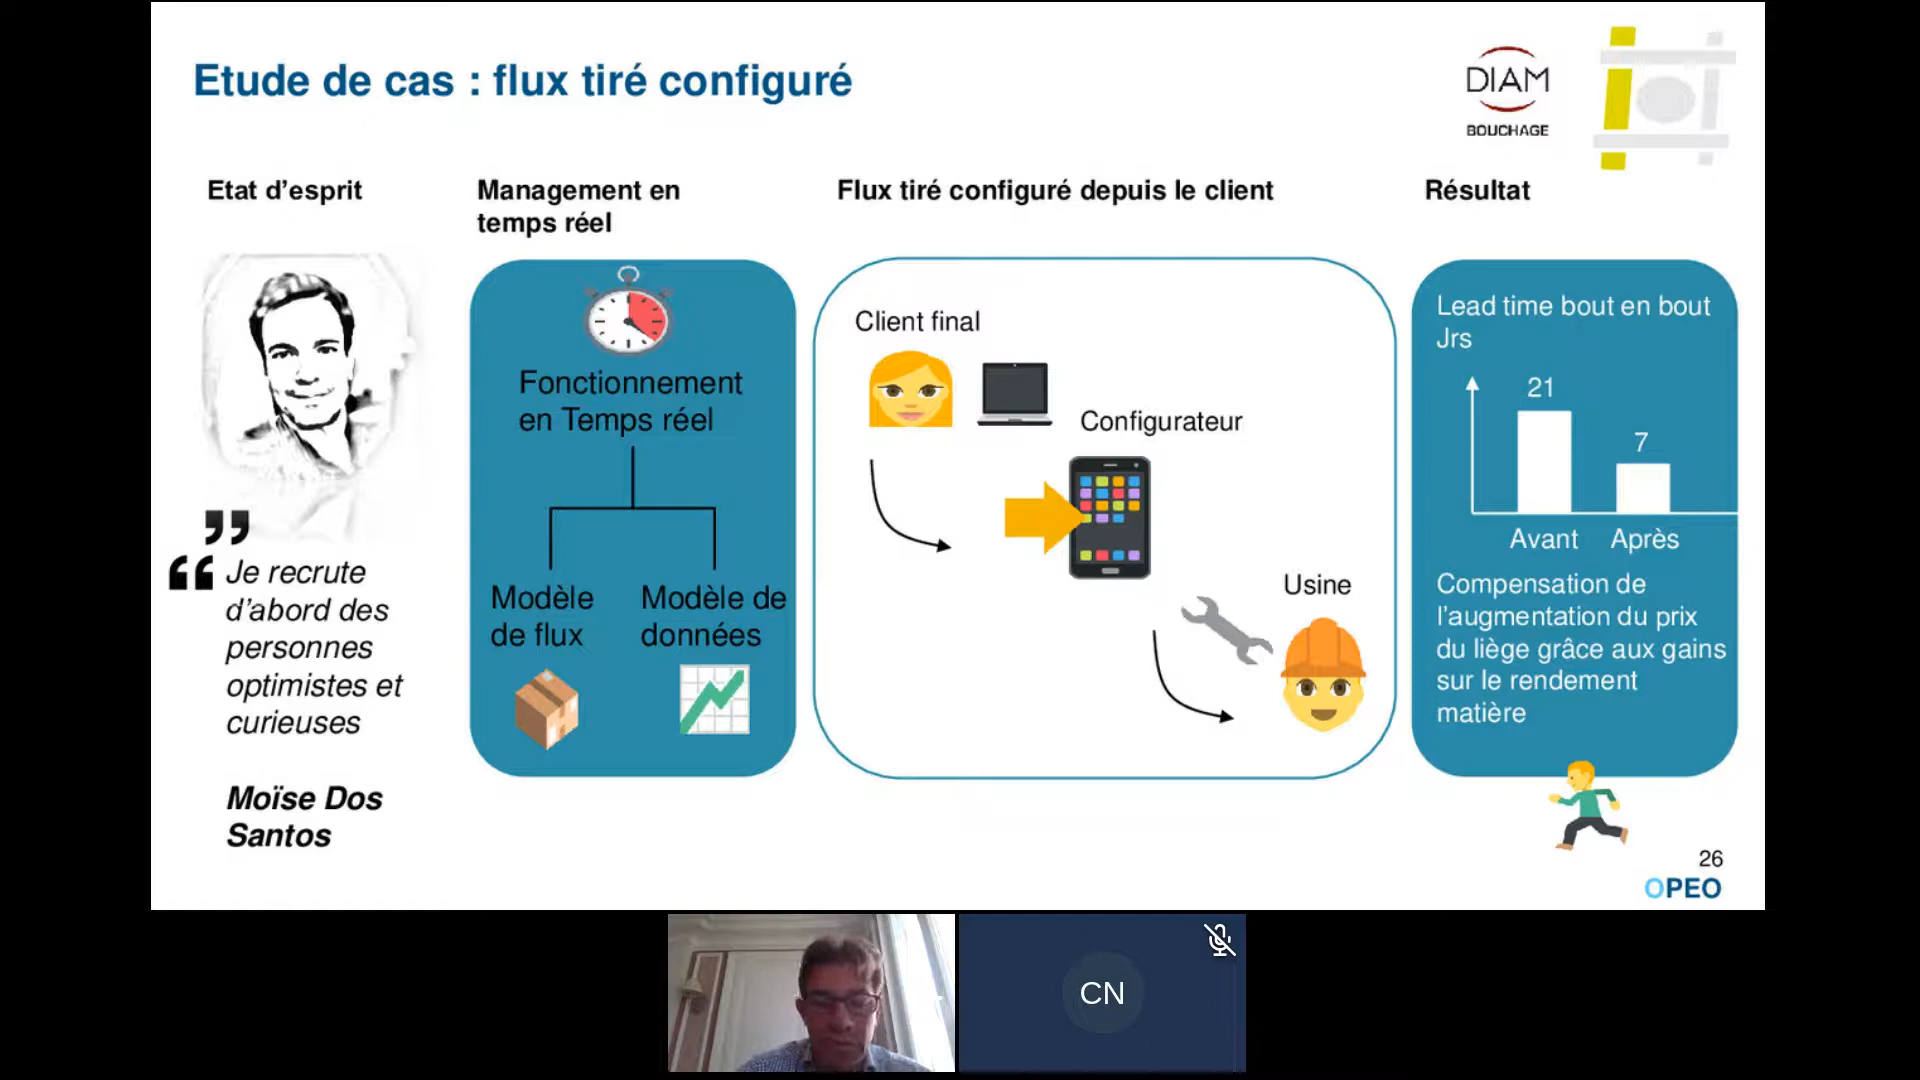 Etude de cas : flux tiré configuré
DIAM
BOUCHAGE
Etat d’esprit
”
“ Je recrute
d’abord des
personnes
optimistes et
curieuses
Moïse Dos
Santos
Management en
temps réel
Fonctionnement
en Temps réel
Modèle
de flux
Modèle de
données
Flux tiré configuré depuis le client
Client final
Configurateur
Usine
Résultat
Lead time bout en bout
Jrs
21
7
Avant Après
Compensation de
l’augmentation du prix
du liège grâce aux gains
sur le rendement
matière
26
OPEO
CN